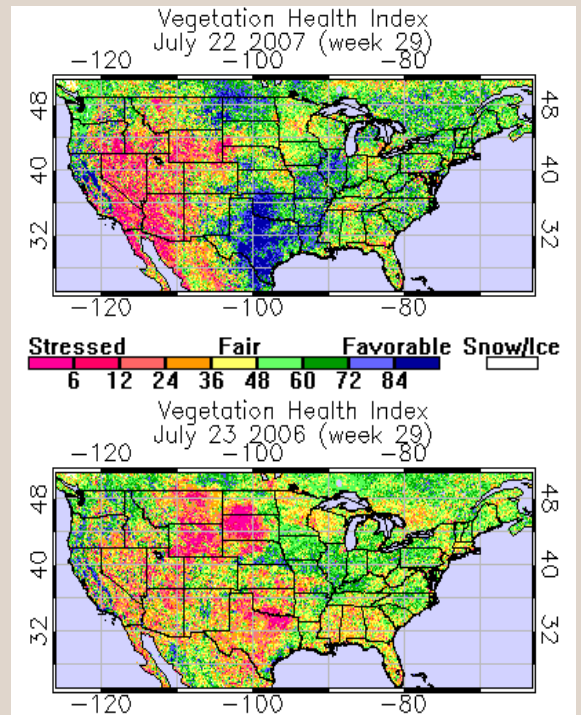 Vegetation Health Index
July 22 2007 (week 29)
−120 −100 −80
48 48
40 40
32 32
−120 −100 −80
Stressed Fair Favorable Snow/Ice
6 12 24 36 48 60 72 84
Vegetation Health Index
July 23 2006 (week 29)
−120 −100 −80
48 48
40 40
32 32
−120 −100 −80